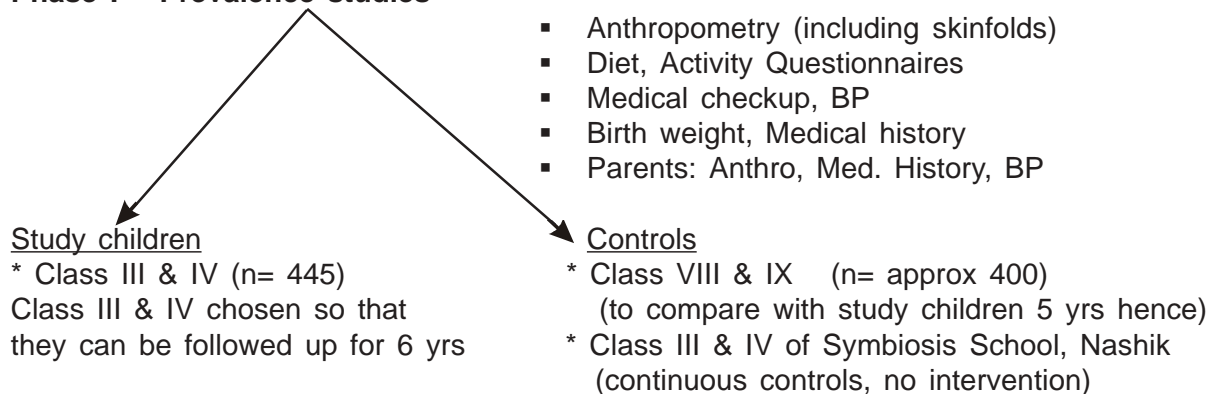 ▪ Anthropometry (including skinfolds)
▪ Diet, Activity Questionnaires
▪ Medical checkup, BP
▪ Birth weight, Medical history
▪ Parents: Anthro, Med. History, BP
Study children
* Class III & IV (n= 445)
Class III & IV chosen so that
they can be followed up for 6 yrs
Controls
* Class VIII & IX (n= approx 400)
(to compare with study children 5 yrs hence)
* Class III & IV of Symbiosis School, Nashik
(continuous controls, no intervention)